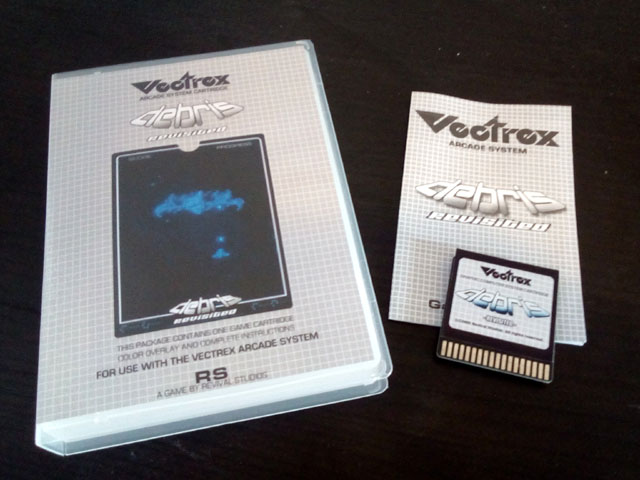 Vectrex
ARCADE SYSTEM CARTRIDGE
debris
REVISITED
SCORE
PROGRESS
debris
REVISITED
THIS PACKAGE CONTAINS ONE GAME CARTRIDGE
COLOR OVERLAY AND COMPLETE INSTRUCTIONS
FOR USE WITH THE VECTREX ARCADE SYSTEM
RS
A GAME BY REVIVAL STUDIOS
Vectrex
ARCADE SYSTEM
debris
REVISITED
Vectrex
debris
REVISITED